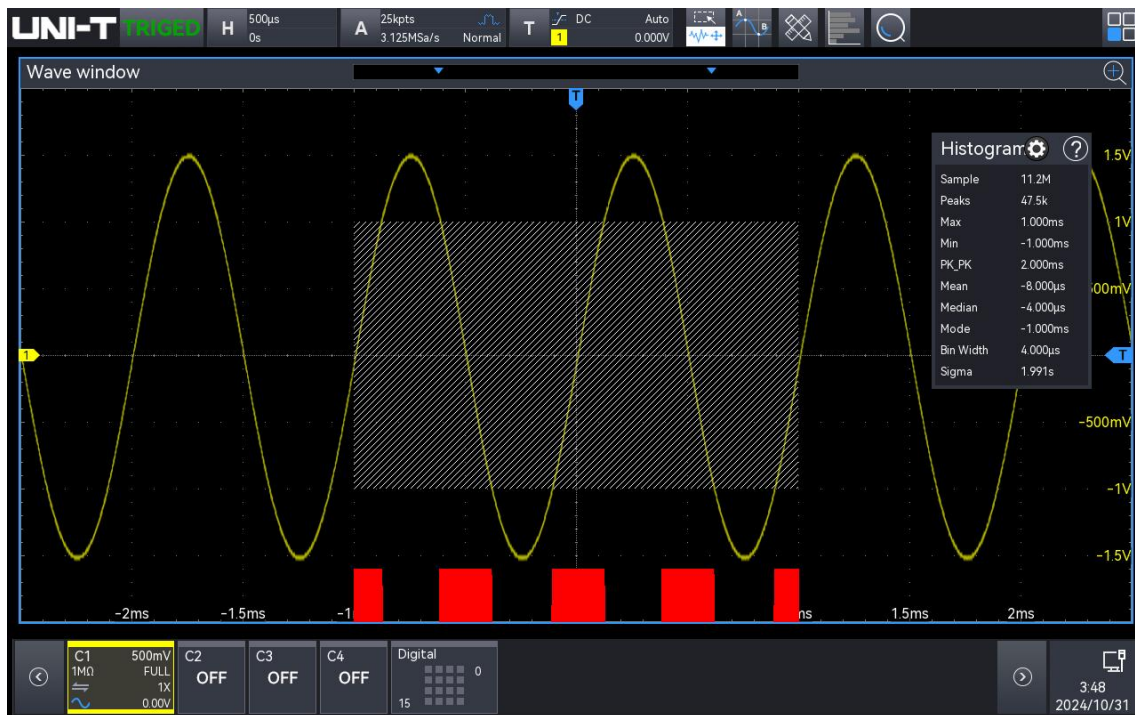 UNI-T TRIGED H 500µs 0s A 25kpts 3.125MSa/s Normal T 1 DC Auto 0.000V A B
Wave window
T
Histogram ?
Sample 11.2M
Peaks 47.5k
Max 1.000ms
Min -1.000ms
PK_PK 2.000ms
Mean -8.000µs
Median -4.000µs
Mode -1.000ms
Bin Width 4.000µs
Sigma 1.991s
1.5V
1V
00mV
1
T
-500mV
-1V
-1.5V
-2ms -1.5ms -1 ms 1.5ms 2ms
C1 500mV
1MΩ FULL
1X
0.00V
C2
OFF
C3
OFF
C4
OFF
Digital
0
15
3:48
2024/10/31